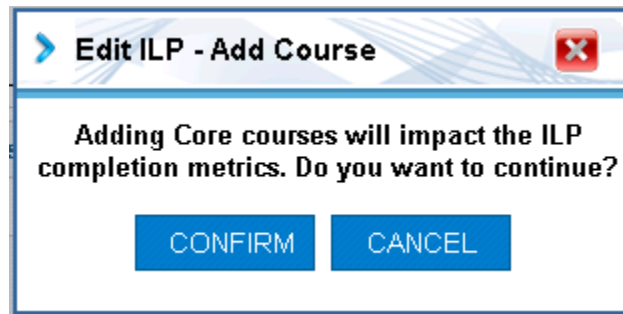 Edit ILP - Add Course
Adding Core courses will impact the ILP
completion metrics. Do you want to continue?
CONFIRM
CANCEL